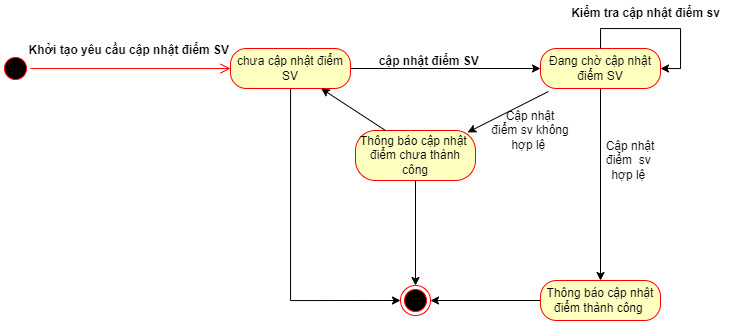 Kiểm tra cập nhật điểm sv
Khởi tạo yêu cầu cập nhật điểm SV
chưa cập nhật điểm
SV
cập nhật điểm SV
Đang chờ cập nhật
điểm SV
Cập nhật
điểm sv không
hợp lệ
Thông báo cập nhật
điểm chưa thành
công
Cập nhật
điểm sv
hợp lệ
Thông báo cập nhật
điểm thành công